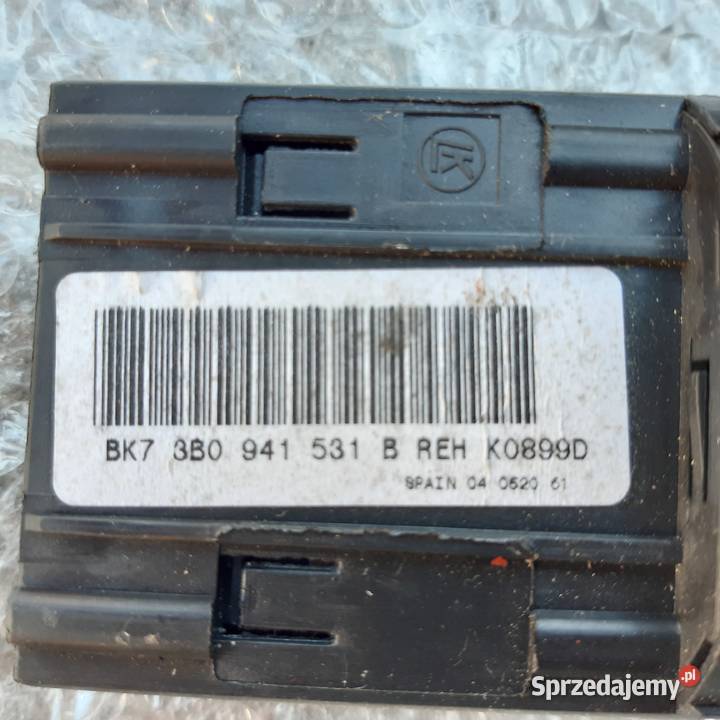 BK7 3B0 941 531 B REH K0899D
SPAIN 04 0520 61
Sprzedajemy.pl